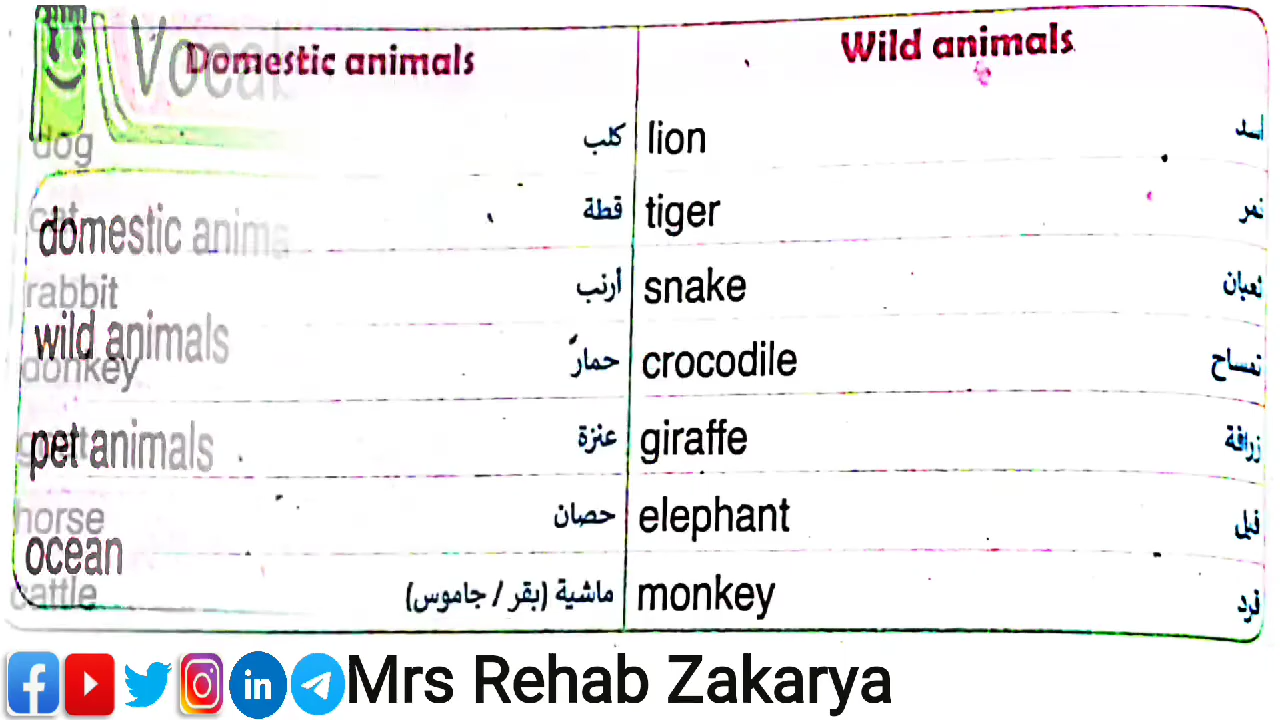 Vocab
Domestic animals
Wild animals
dog كلب
lion أسد
cat قطة
tiger نمر
domestic anima
rabbit أرنب
snake ثعبان
wild animals
donkey حمار
crocodile تمساح
pet animals
عنزة
giraffe زرافة
horse حصان
elephant فيل
ocean
cattle ماشية (بقر / جاموس)
monkey قرد
Mrs Rehab Zakarya